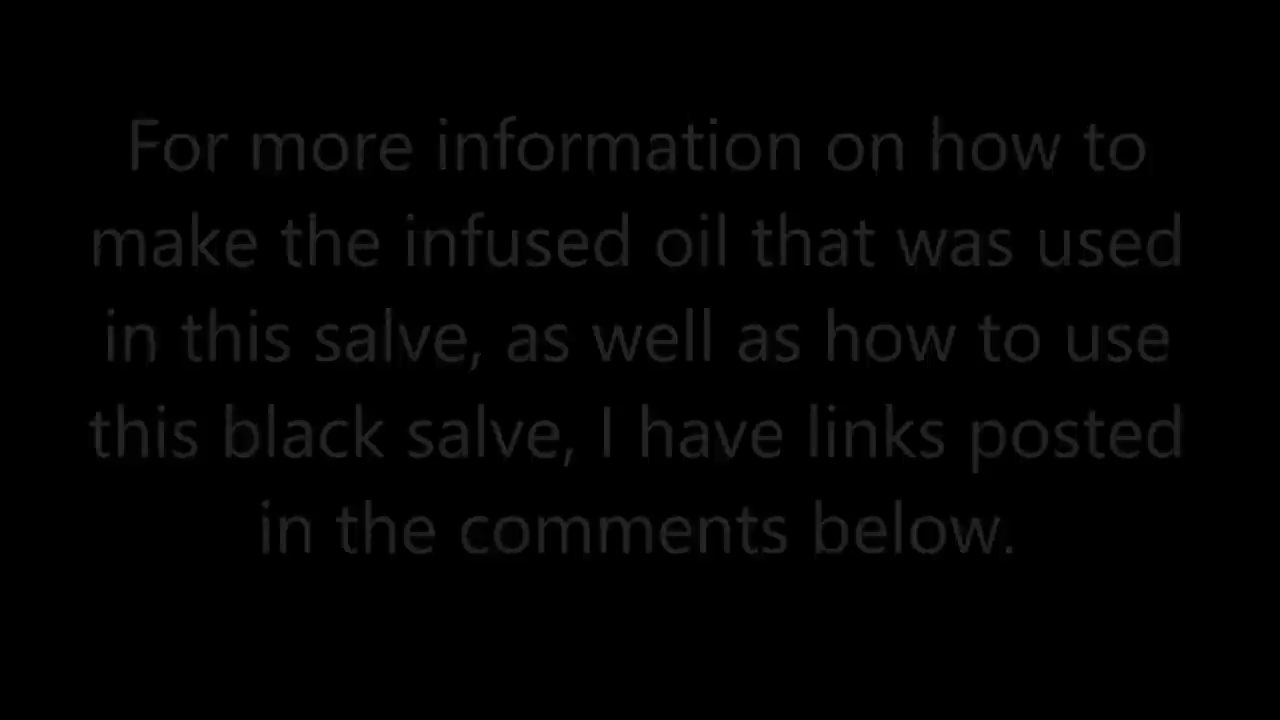 For more information on how to
make the infused oil that was used
in this salve, as well as how to use
this black salve, I have links posted
in the comments below.